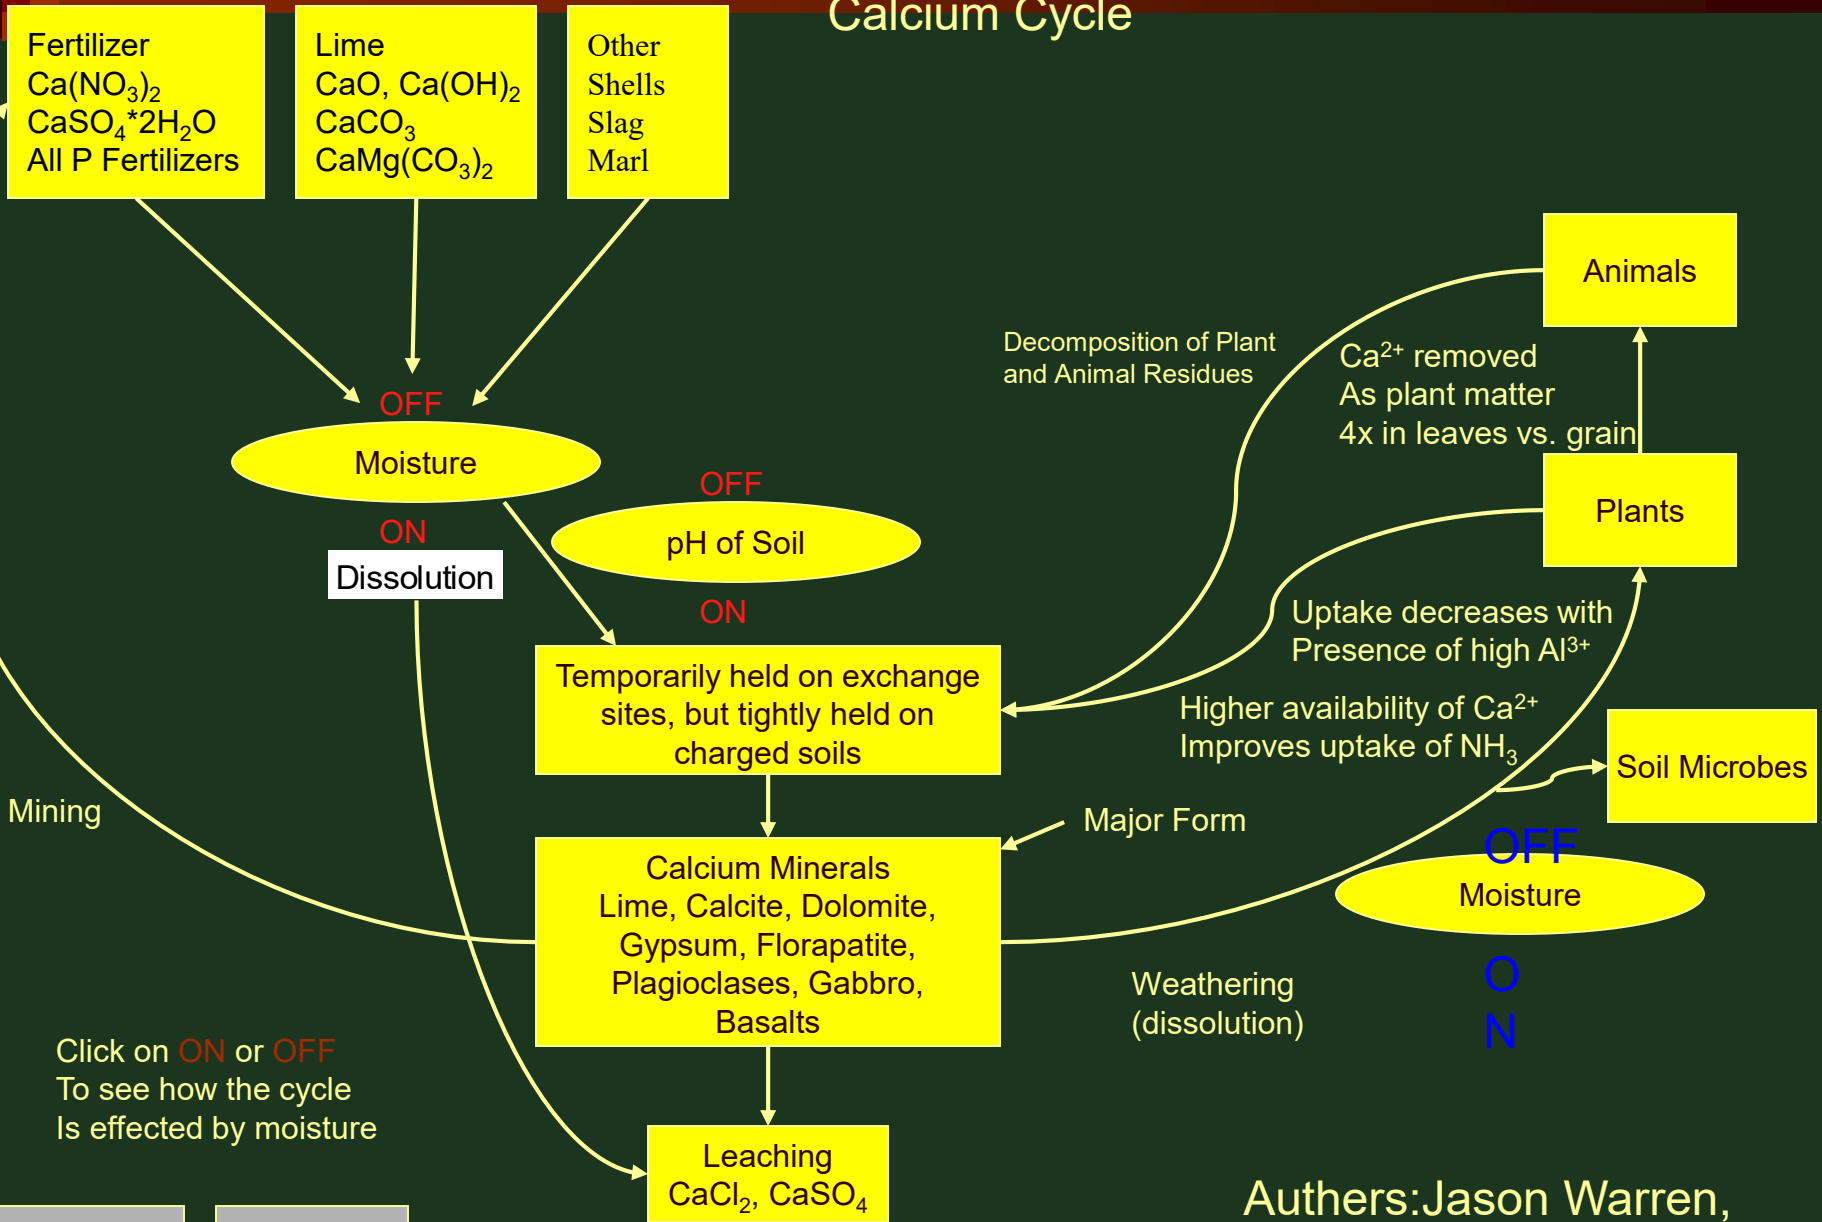 Calcium Cycle
Fertilizer
Ca(NO₃)₂
CaSO₄*2H₂O
All P Fertilizers
Lime
CaO, Ca(OH)₂
CaCO₃
CaMg(CO₃)₂
Other
Shells
Slag
Marl
Animals
Decomposition of Plant
and Animal Residues
Ca²⁺ removed
As plant matter
4x in leaves vs. grain
OFF
Moisture
ON
Dissolution
OFF
pH of Soil
ON
Plants
Uptake decreases with
Presence of high Al³⁺
Temporarily held on exchange
sites, but tightly held on
charged soils
Higher availability of Ca²⁺
Improves uptake of NH₃
Soil Microbes
Mining
Major Form
OFF
Moisture
O
N
Calcium Minerals
Lime, Calcite, Dolomite,
Gypsum, Florapatite,
Plagioclases, Gabbro,
Basalts
Weathering
(dissolution)
Click on ON or OFF
To see how the cycle
Is effected by moisture
Leaching
CaCl₂, CaSO₄
Authers:Jason Warren,